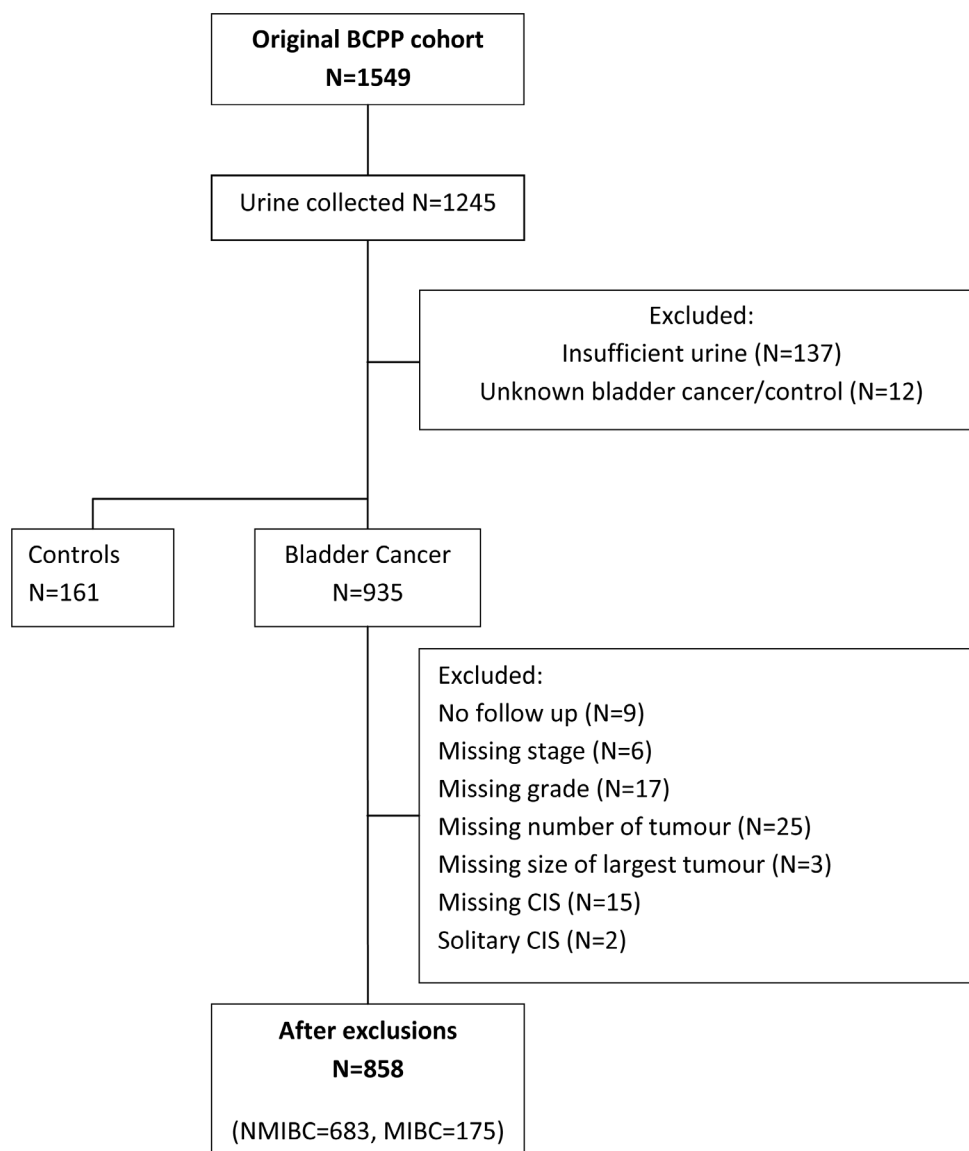 Original BCPP cohort
N=1549
Urine collected N=1245
Excluded:
Insufficient urine (N=137)
Unknown bladder cancer/control (N=12)
Controls
N=161
Bladder Cancer
N=935
Excluded:
No follow up (N=9)
Missing stage (N=6)
Missing grade (N=17)
Missing number of tumour (N=25)
Missing size of largest tumour (N=3)
Missing CIS (N=15)
Solitary CIS (N=2)
After exclusions
N=858
(NMIBC=683, MIBC=175)